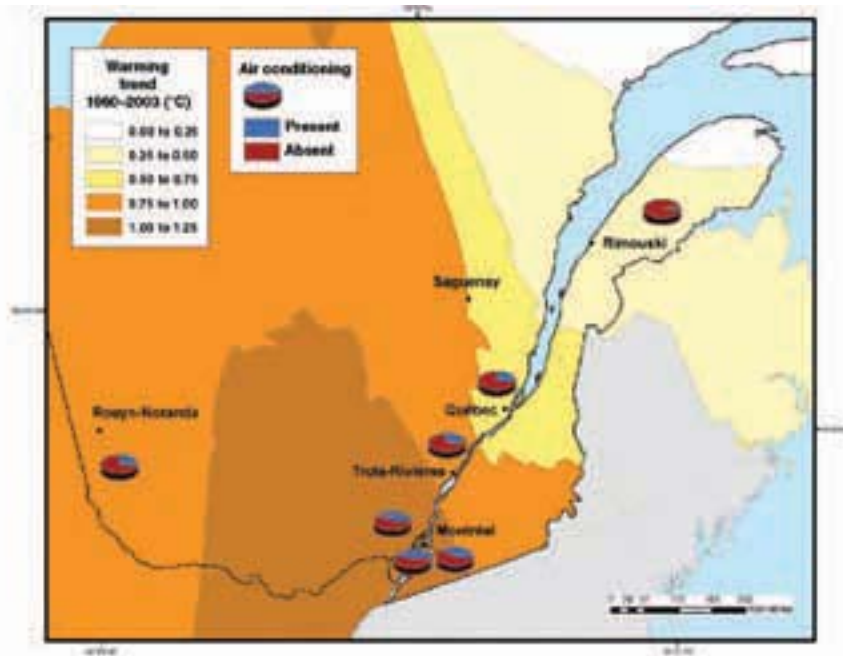 Warming
trend
1960–2003 (°C)
0.00 to 0.25
0.25 to 0.50
0.50 to 0.75
0.75 to 1.00
1.00 to 1.25
Air conditioning
Present
Absent
Rimouski
Saguenay
Québec
Rouyn-Noranda
Trois-Rivières
Montréal